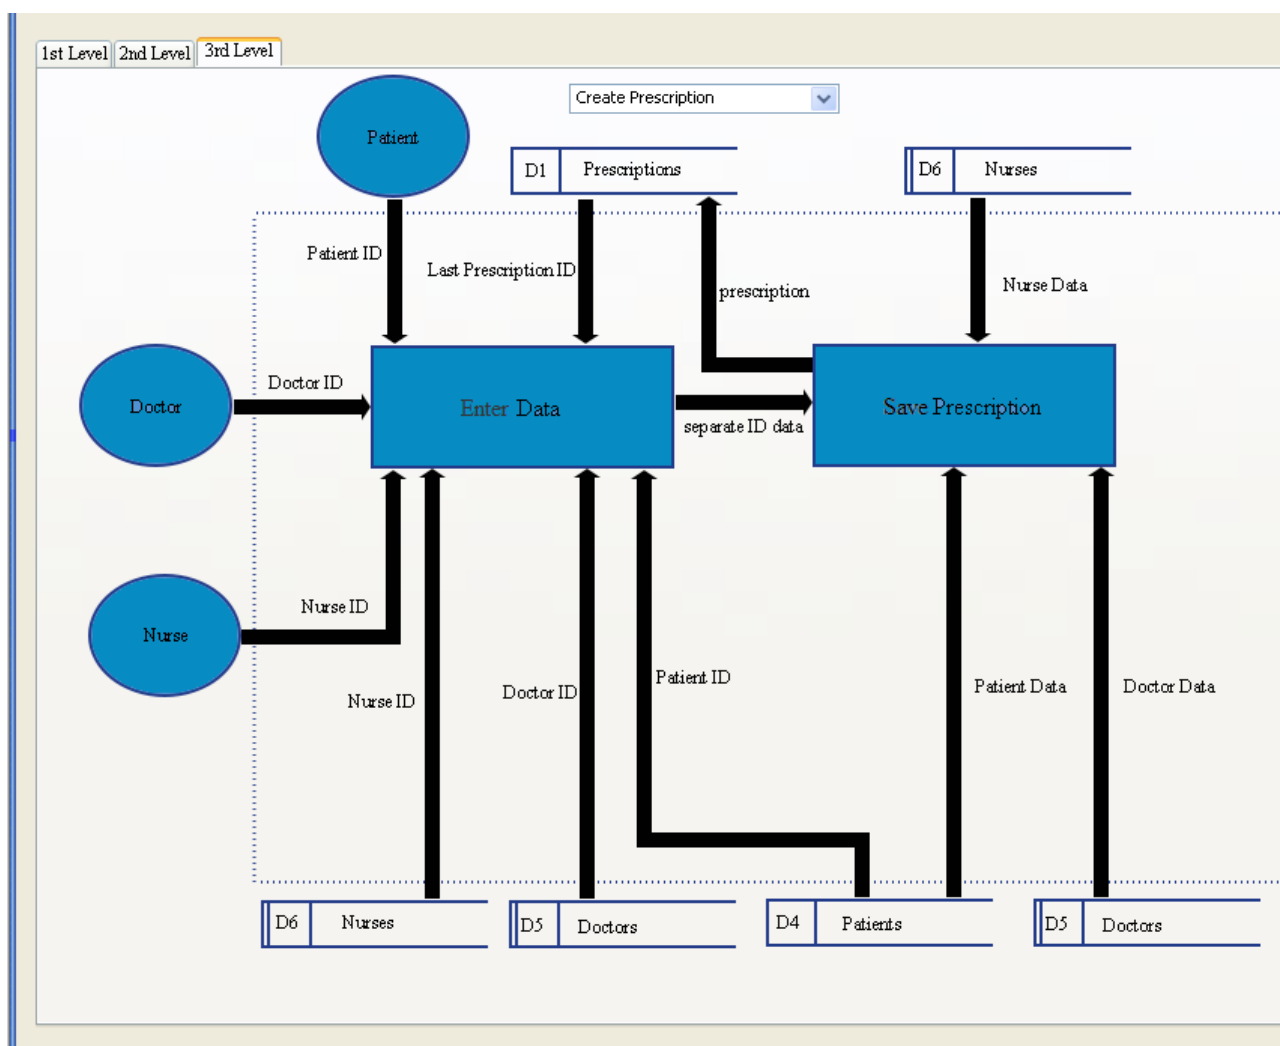 1st Level 2nd Level 3rd Level
Create Prescription
Patient
D1 Prescriptions
D6 Nurses
Patient ID
Last Prescription ID
prescription
Nurse Data
Doctor
Doctor ID
Enter Data
separate ID data
Save Prescription
Nurse
Nurse ID
Nurse ID
Doctor ID
Patient ID
Patient Data
Doctor Data
D6 Nurses
D5 Doctors
D4 Patients
D5 Doctors